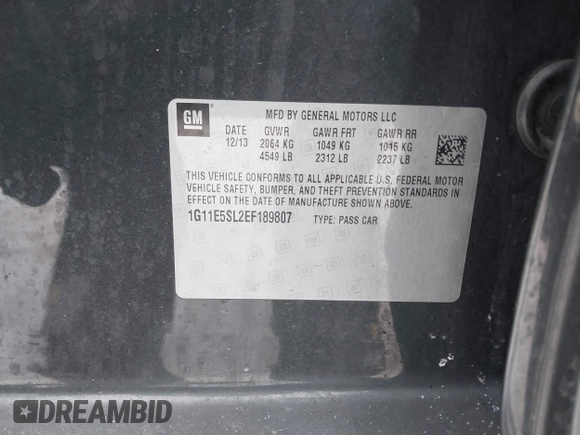 GM
MFD BY GENERAL MOTORS LLC
DATE GVWR GAWR FRT GAWR RR
12/13 2064 KG 1049 KG 1015 KG
4549 LB 2312 LB 2237 LB
THIS VEHICLE CONFORMS TO ALL APPLICABLE U.S. FEDERAL MOTOR
VEHICLE SAFETY, BUMPER, AND THEFT PREVENTION STANDARDS IN
EFFECT ON THE DATE OF MANUFACTURE SHOWN ABOVE.
1G11E5SL2EF189807 TYPE: PASS CAR
DREAMBID